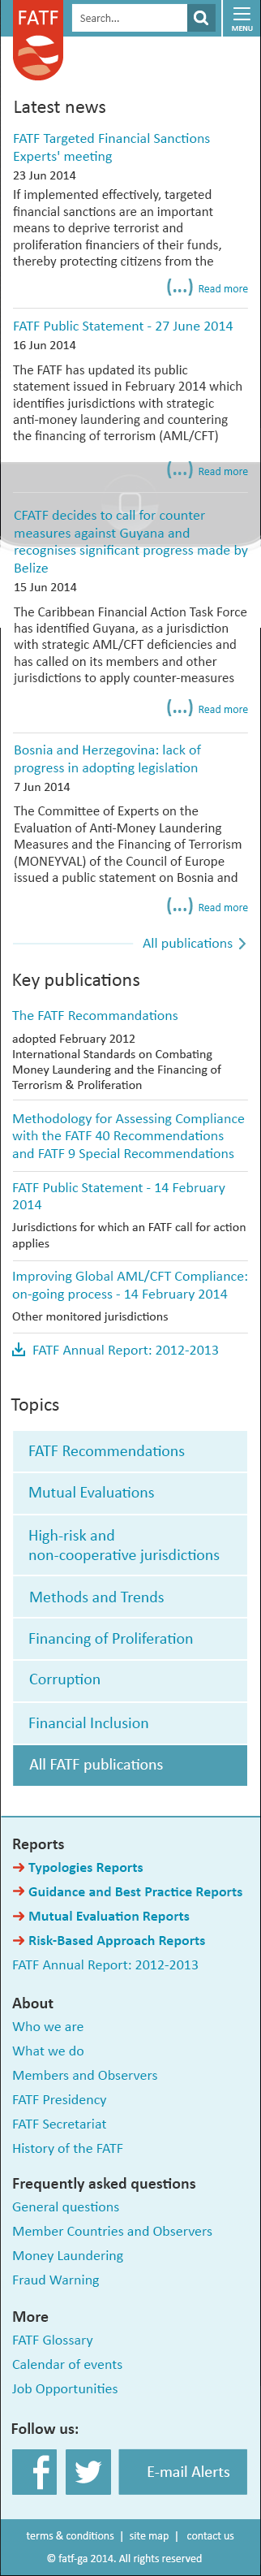 FATF
Search...
MENU
Latest news
FATF Targeted Financial Sanctions
Experts' meeting
23 Jun 2014
If implemented effectively, targeted
financial sanctions are an important
means to deprive terrorist and
proliferation financiers of their funds,
thereby protecting citizens from the
(...) Read more
FATF Public Statement - 27 June 2014
16 Jun 2014
The FATF has updated its public
statement issued in February 2014 which
identifies jurisdictions with strategic
anti-money laundering and countering
the financing of terrorism (AML/CFT)
(...) Read more
CFATF decides to call for counter
measures against Guyana and
recognises significant progress made by
Belize
15 Jun 2014
The Caribbean Financial Action Task Force
has identified Guyana, as a jurisdiction
with strategic AML/CFT deficiencies and
has called on its members and other
jurisdictions to apply counter-measures
(...) Read more
Bosnia and Herzegovina: lack of
progress in adopting legislation
7 Jun 2014
The Committee of Experts on the
Evaluation of Anti-Money Laundering
Measures and the Financing of Terrorism
(MONEYVAL) of the Council of Europe
issued a public statement on Bosnia and
(...) Read more
All publications
Key publications
The FATF Recommandations
adopted February 2012
International Standards on Combating
Money Laundering and the Financing of
Terrorism & Proliferation
Methodology for Assessing Compliance
with the FATF 40 Recommendations
and FATF 9 Special Recommendations
FATF Public Statement - 14 February
2014
Jurisdictions for which an FATF call for action
applies
Improving Global AML/CFT Compliance:
on-going process - 14 February 2014
Other monitored jurisdictions
FATF Annual Report: 2012-2013
Topics
FATF Recommendations
Mutual Evaluations
High-risk and
non-cooperative jurisdictions
Methods and Trends
Financing of Proliferation
Corruption
Financial Inclusion
All FATF publications
Reports
Typologies Reports
Guidance and Best Practice Reports
Mutual Evaluation Reports
Risk-Based Approach Reports
FATF Annual Report: 2012-2013
About
Who we are
What we do
Members and Observers
FATF Presidency
FATF Secretariat
History of the FATF
Frequently asked questions
General questions
Member Countries and Observers
Money Laundering
Fraud Warning
More
FATF Glossary
Calendar of events
Job Opportunities
Follow us:
E-mail Alerts
terms & conditions | site map | contact us
© fatf-ga 2014. All rights reserved